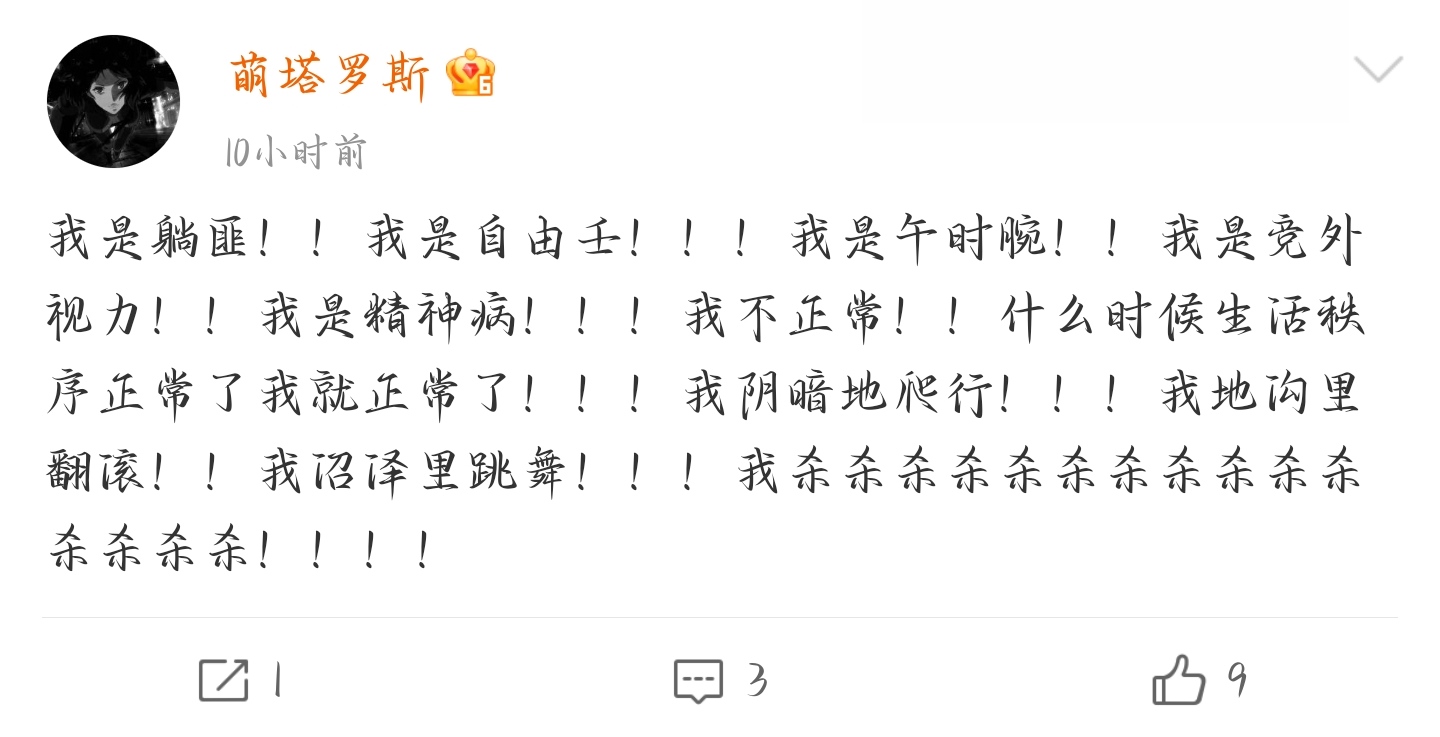 萌塔罗斯 6
10小时前
我是躺匪！！我是自由壬！！！我是午时腕！！我是竞外
视力！！我是精神病！！！我不正常！！什么时候生活秩
序正常了我就正常了！！！我阴暗地爬行！！！我地沟里
翻滚！！我沼泽里跳舞！！！我杀杀杀杀杀杀杀杀杀杀杀
杀杀杀杀！！！！
1 3 9